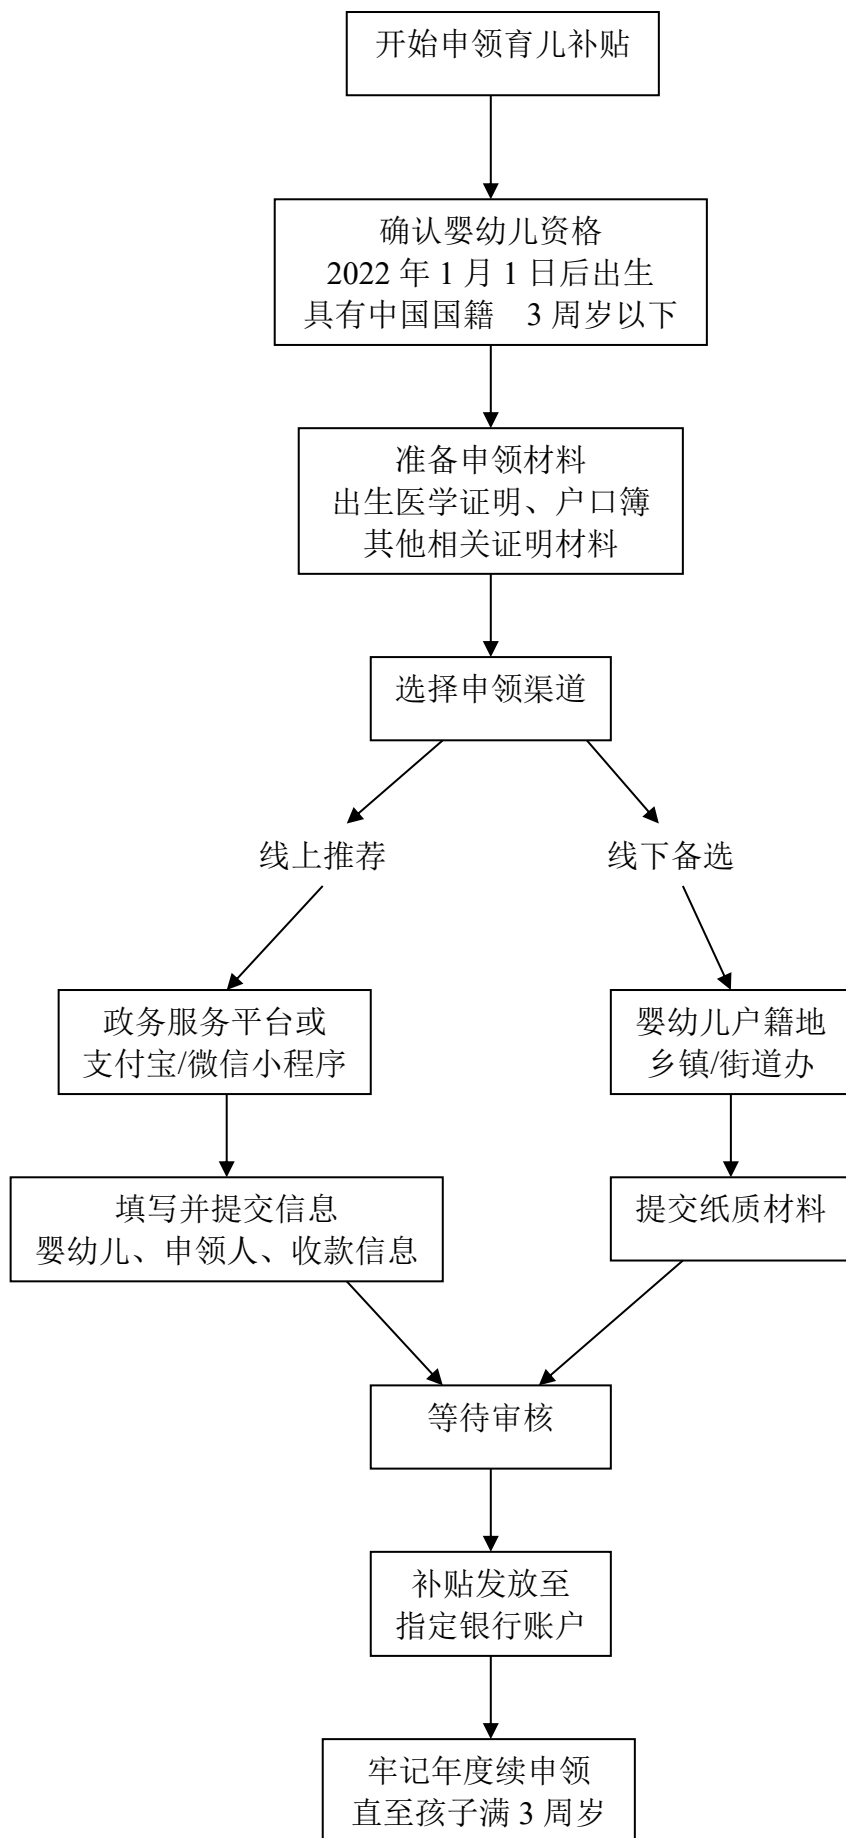 开始申领育儿补贴
确认婴幼儿资格
2022 年 1 月 1 日后出生
具有中国国籍　3 周岁以下
准备申领材料
出生医学证明、户口簿
其他相关证明材料
选择申领渠道
线上推荐
线下备选
政务服务平台或
支付宝/微信小程序
婴幼儿户籍地
乡镇/街道办
填写并提交信息
婴幼儿、申领人、收款信息
提交纸质材料
等待审核
补贴发放至
指定银行账户
牢记年度续申领
直至孩子满 3 周岁